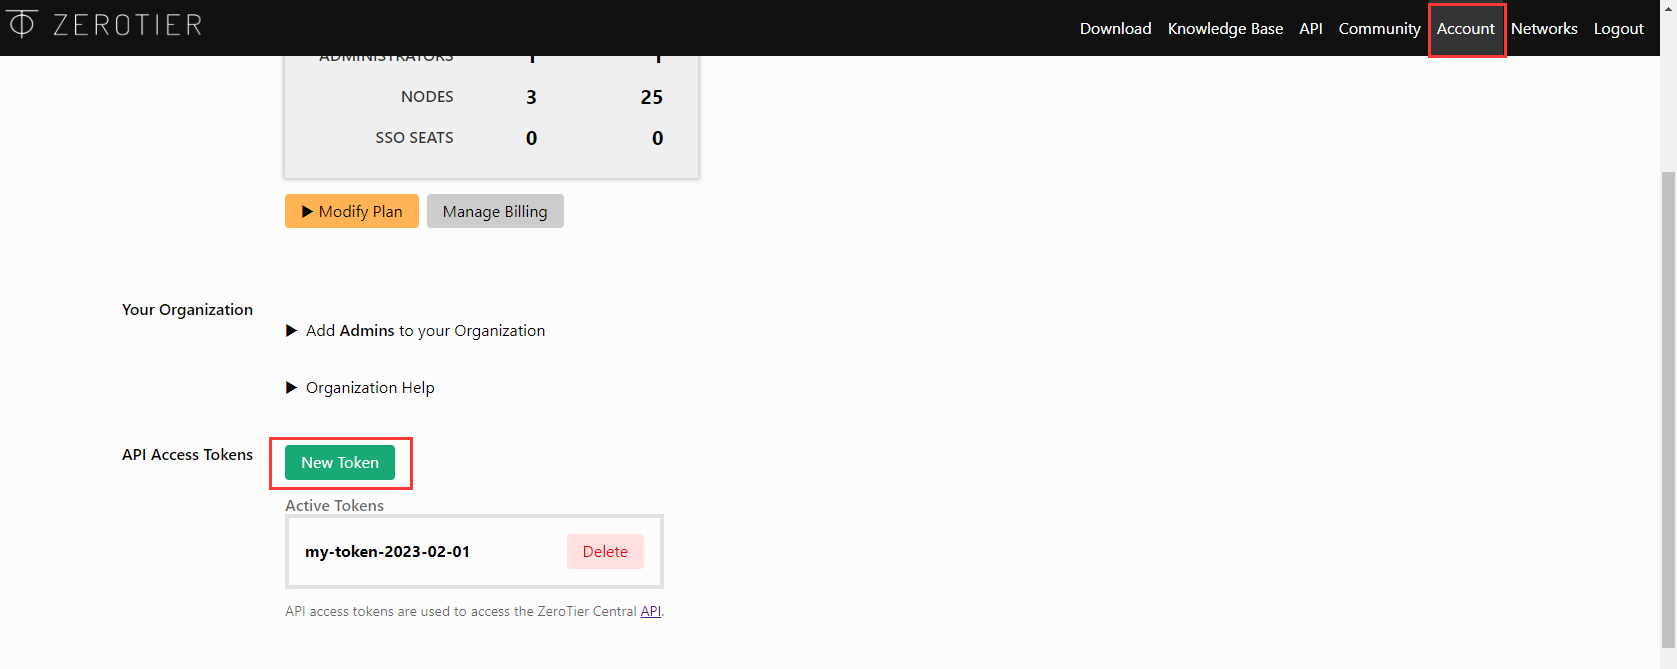 ZEROTIER
Download Knowledge Base API Community Account Networks Logout
ADMINISTRATORS 1 1
NODES 3 25
SSO SEATS 0 0
▶ Modify Plan Manage Billing
Your Organization
▶ Add Admins to your Organization
▶ Organization Help
API Access Tokens New Token
Active Tokens
my-token-2023-02-01 Delete
API access tokens are used to access the ZeroTier Central API.